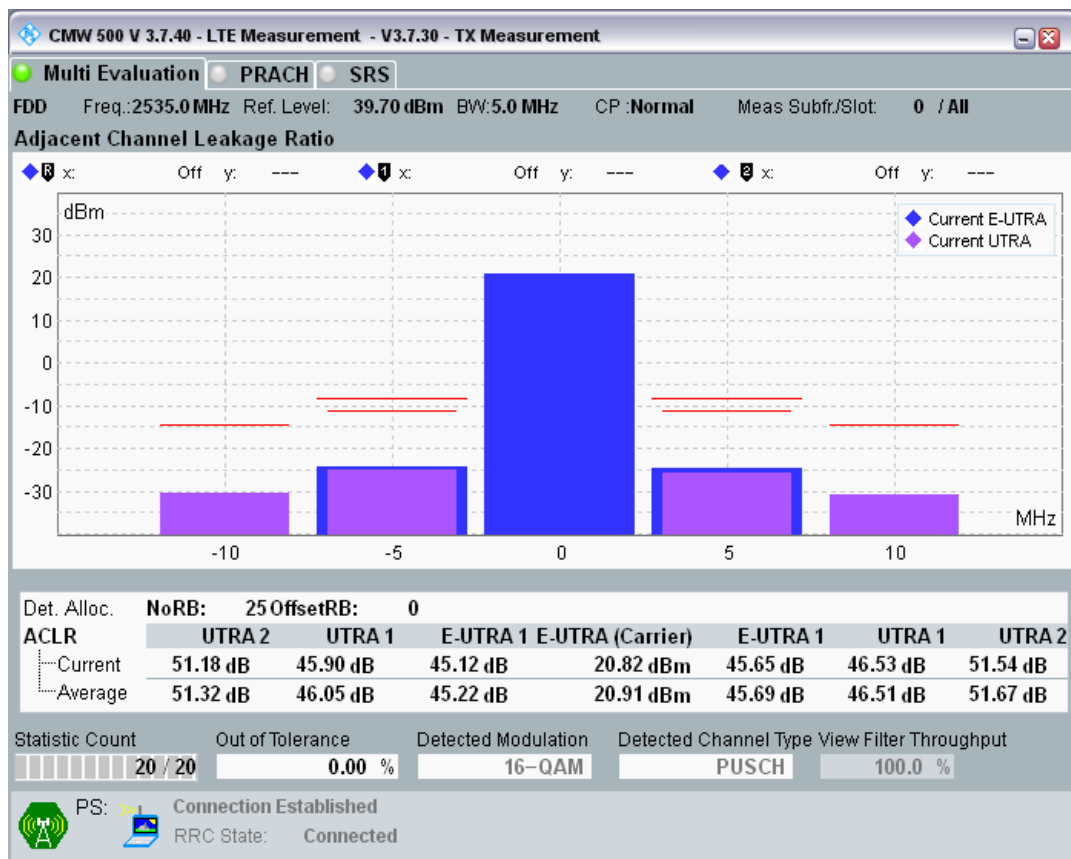 CMW 500 V 3.7.40 - LTE Measurement - V3.7.30 - TX Measurement
Multi Evaluation PRACH SRS
FDD Freq.:2535.0 MHz Ref. Level: 39.70 dBm BW:5.0 MHz CP :Normal Meas Subfr./Slot: 0 / All
Adjacent Channel Leakage Ratio
R x: Off y: --- 1 x: Off y: --- 2 x: Off y: ---
dBm
Current E-UTRA
Current UTRA
30
20
10
0
-10
-20
-30
MHz
-10 -5 0 5 10
Det. Alloc. NoRB: 25 OffsetRB: 0
ACLR UTRA 2 UTRA 1 E-UTRA 1 E-UTRA (Carrier) E-UTRA 1 UTRA 1 UTRA 2
Current 51.18 dB 45.90 dB 45.12 dB 20.82 dBm 45.65 dB 46.53 dB 51.54 dB
Average 51.32 dB 46.05 dB 45.22 dB 20.91 dBm 45.69 dB 46.51 dB 51.67 dB
Statistic Count Out of Tolerance Detected Modulation Detected Channel Type View Filter Throughput
20 / 20 0.00 % 16-QAM PUSCH 100.0 %
PS: Connection Established
RRC State: Connected